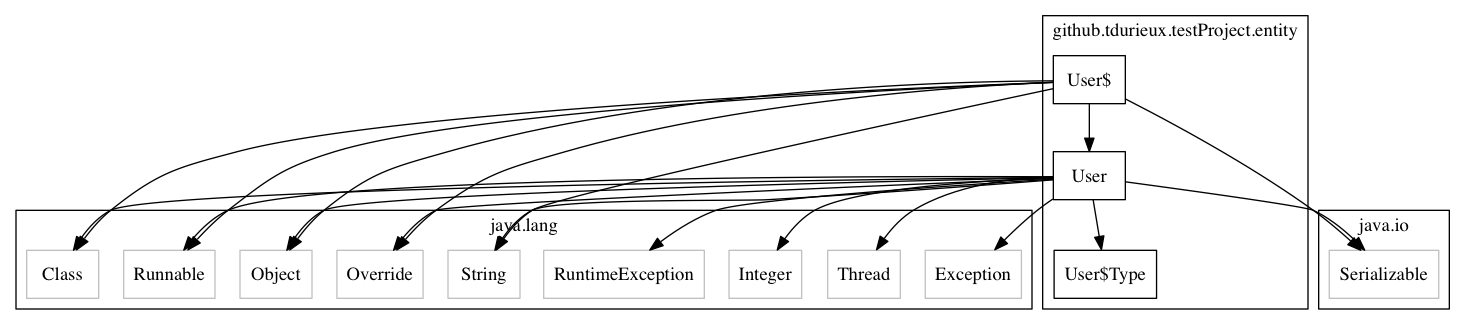 github.tdurieux.testProject.entity
User$
User
java.lang
java.io
Class
Runnable
Object
Override
String
RuntimeException
Integer
Thread
Exception
User$Type
Serializable